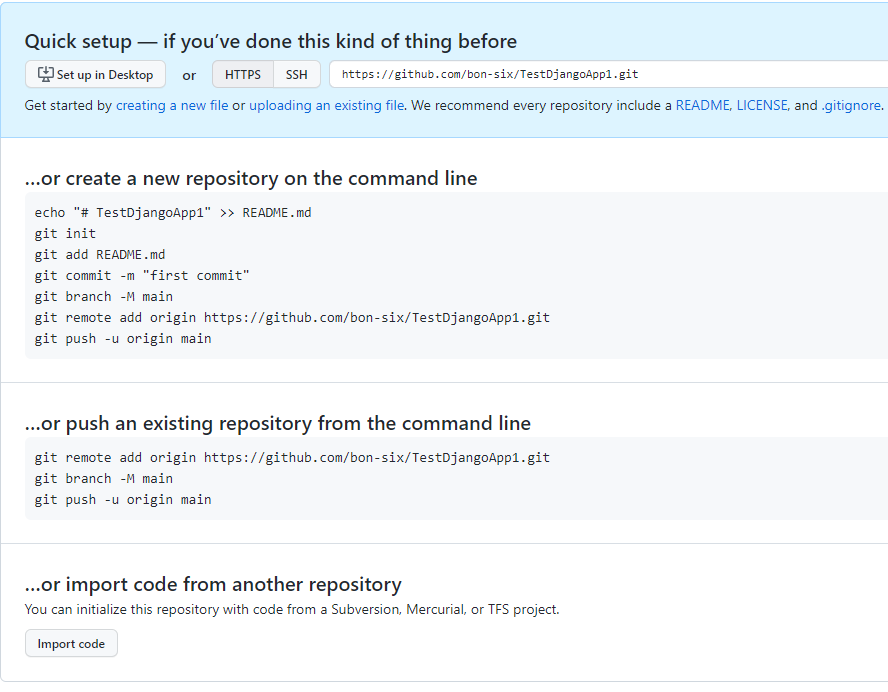 Quick setup — if you’ve done this kind of thing before
Set up in Desktop or HTTPS SSH https://github.com/bon-six/TestDjangoApp1.git
Get started by creating a new file or uploading an existing file. We recommend every repository include a README, LICENSE, and .gitignore.
…or create a new repository on the command line
echo "# TestDjangoApp1" >> README.md
git init
git add README.md
git commit -m "first commit"
git branch -M main
git remote add origin https://github.com/bon-six/TestDjangoApp1.git
git push -u origin main
…or push an existing repository from the command line
git remote add origin https://github.com/bon-six/TestDjangoApp1.git
git branch -M main
git push -u origin main
…or import code from another repository
You can initialize this repository with code from a Subversion, Mercurial, or TFS project.
Import code